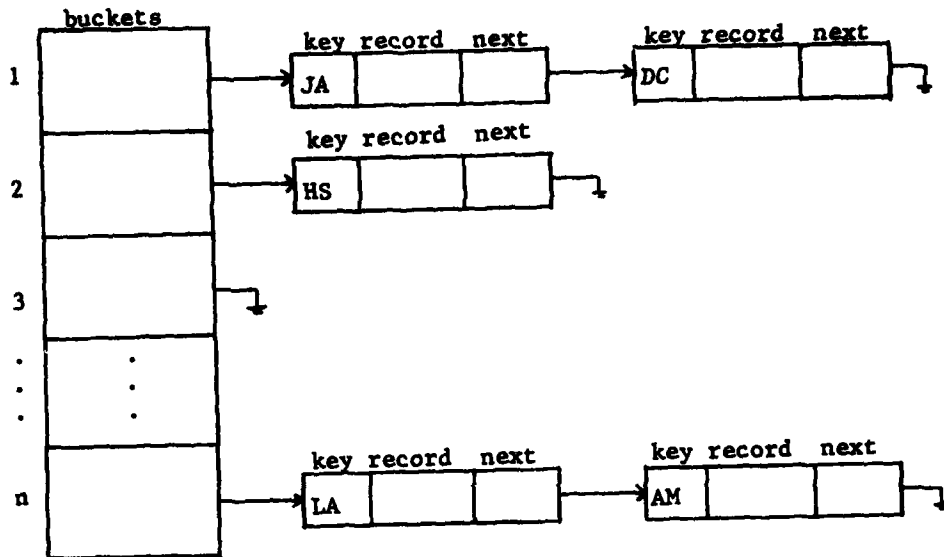 buckets
key record next key record next
1 JA DC
key record next
2 HS
3
. .
. .
. .
key record next key record next
n LA AM